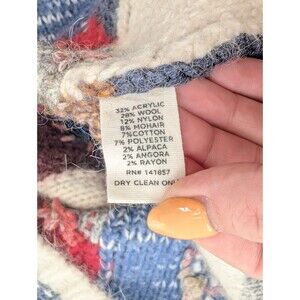 32% ACRYLIC
28% WOOL
12% NYLON
8% MOHAIR
7%COTTON
7% POLYESTER
2% ALPACA
2% ANGORA
2% RAYON
RN# 141857
DRY CLEAN ONLY